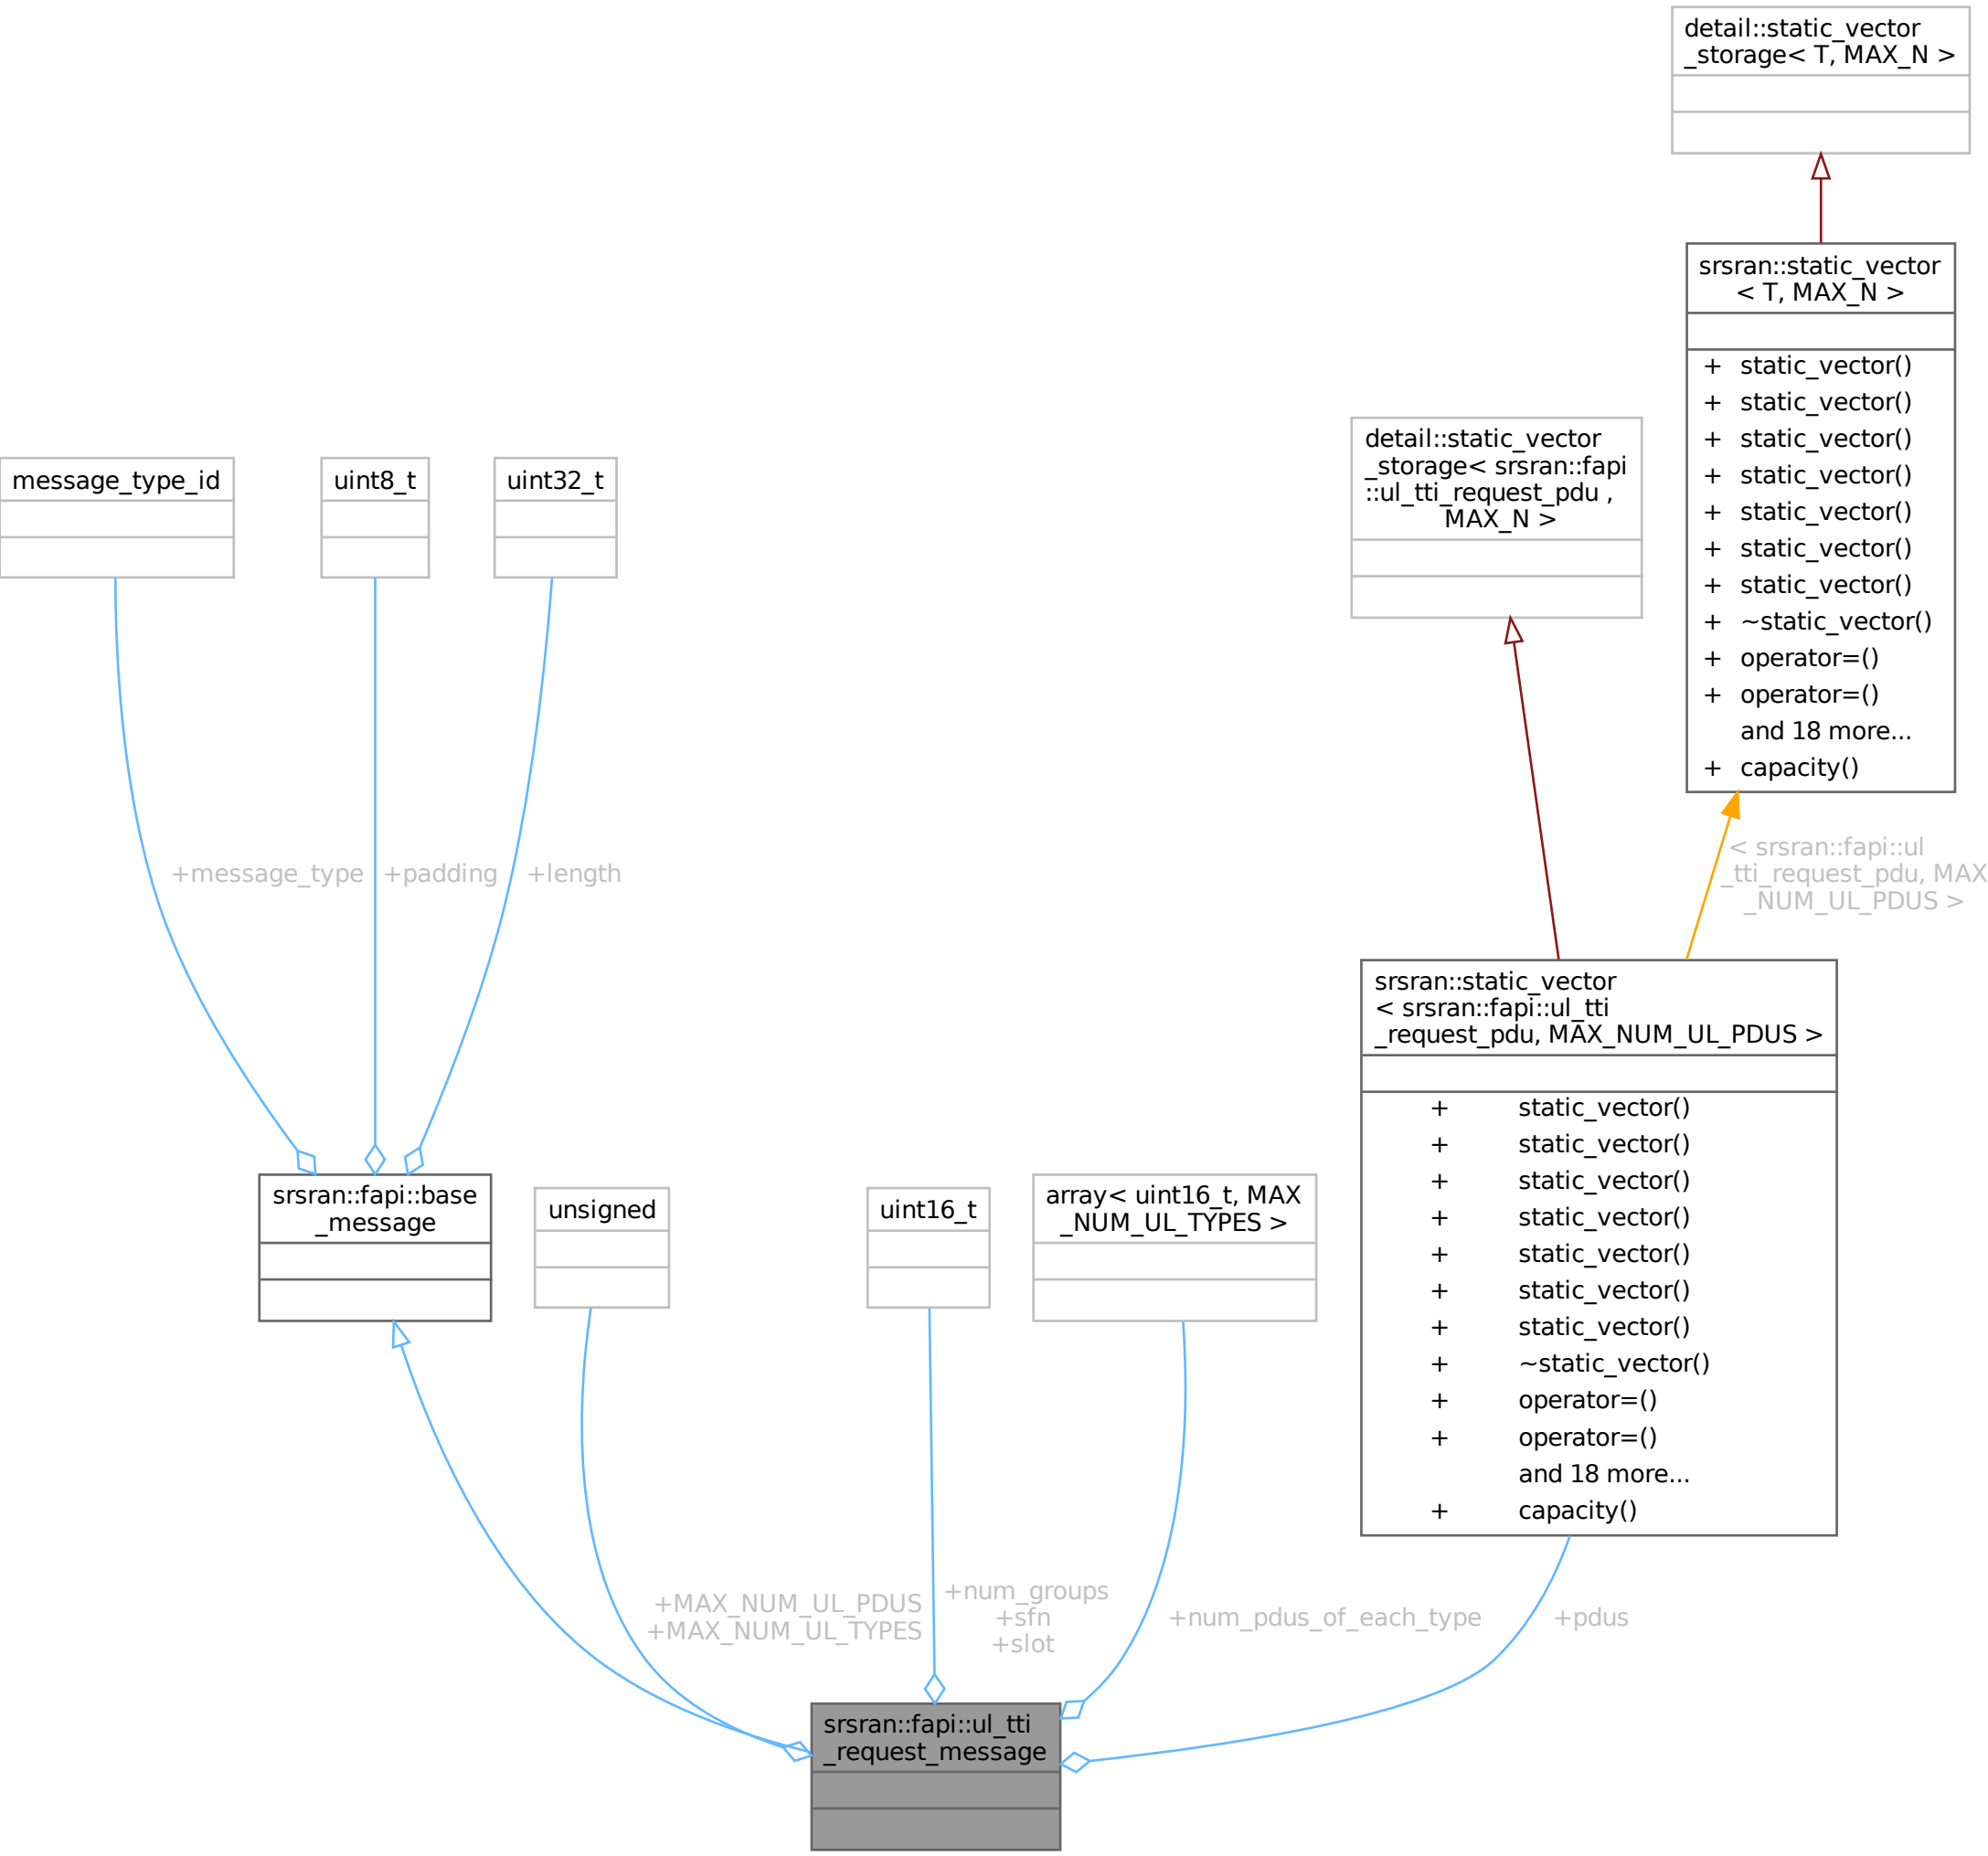 detail::static_vector
_storage< T, MAX_N >
srsran::static_vector
< T, MAX_N >
+ static_vector()
+ static_vector()
+ static_vector()
+ static_vector()
+ static_vector()
+ static_vector()
+ static_vector()
+ ~static_vector()
+ operator=()
+ operator=()
and 18 more...
+ capacity()
detail::static_vector
_storage< srsran::fapi
::ul_tti_request_pdu ,
MAX_N >
message_type_id
uint8_t
uint32_t
+message_type
+padding
+length
< srsran::fapi::ul
_tti_request_pdu, MAX
_NUM_UL_PDUS >
srsran::static_vector
< srsran::fapi::ul_tti
_request_pdu, MAX_NUM_UL_PDUS >
+ static_vector()
+ static_vector()
+ static_vector()
+ static_vector()
+ static_vector()
+ static_vector()
+ static_vector()
+ ~static_vector()
+ operator=()
+ operator=()
and 18 more...
+ capacity()
srsran::fapi::base
_message
unsigned
uint16_t
array< uint16_t, MAX
_NUM_UL_TYPES >
+MAX_NUM_UL_PDUS
+MAX_NUM_UL_TYPES
+num_groups
+sfn
+slot
+num_pdus_of_each_type
+pdus
srsran::fapi::ul_tti
_request_message